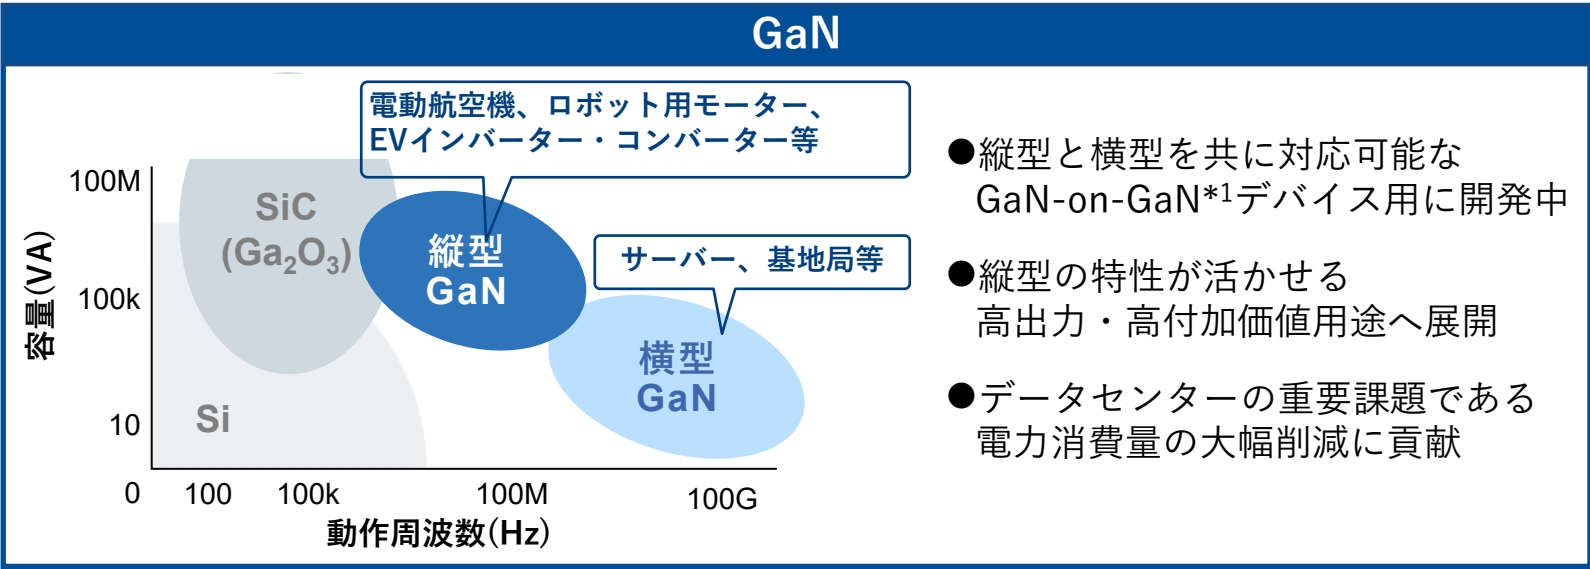 GaN
電動航空機、ロボット用モーター、
EVインバーター・コンバーター等
サーバー、基地局等
容量(VA)
100M
100k
10
0
100
100k
100M
100G
動作周波数(Hz)
SiC
(Ga₂O₃)
Si
縦型
GaN
横型
GaN
●縦型と横型を共に対応可能な
GaN-on-GaN*1デバイス用に開発中
●縦型の特性が活かせる
高出力・高付加価値用途へ展開
●データセンターの重要課題である
電力消費量の大幅削減に貢献